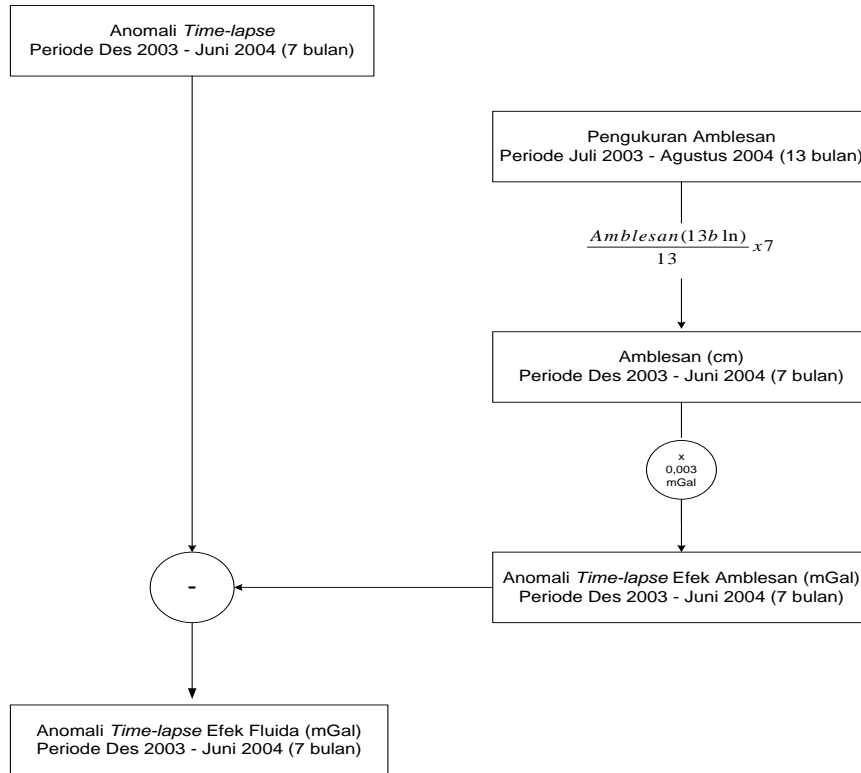 Anomali Time-lapse
Periode Des 2003 - Juni 2004 (7 bulan)
Pengukuran Amblesan
Periode Juli 2003 - Agustus 2004 (13 bulan)
Amblesan(13b ln)
13
x7
Amblesan (cm)
Periode Des 2003 - Juni 2004 (7 bulan)
x
0,003
mGal
Anomali Time-lapse Efek Amblesan (mGal)
Periode Des 2003 - Juni 2004 (7 bulan)
-
Anomali Time-lapse Efek Fluida (mGal)
Periode Des 2003 - Juni 2004 (7 bulan)